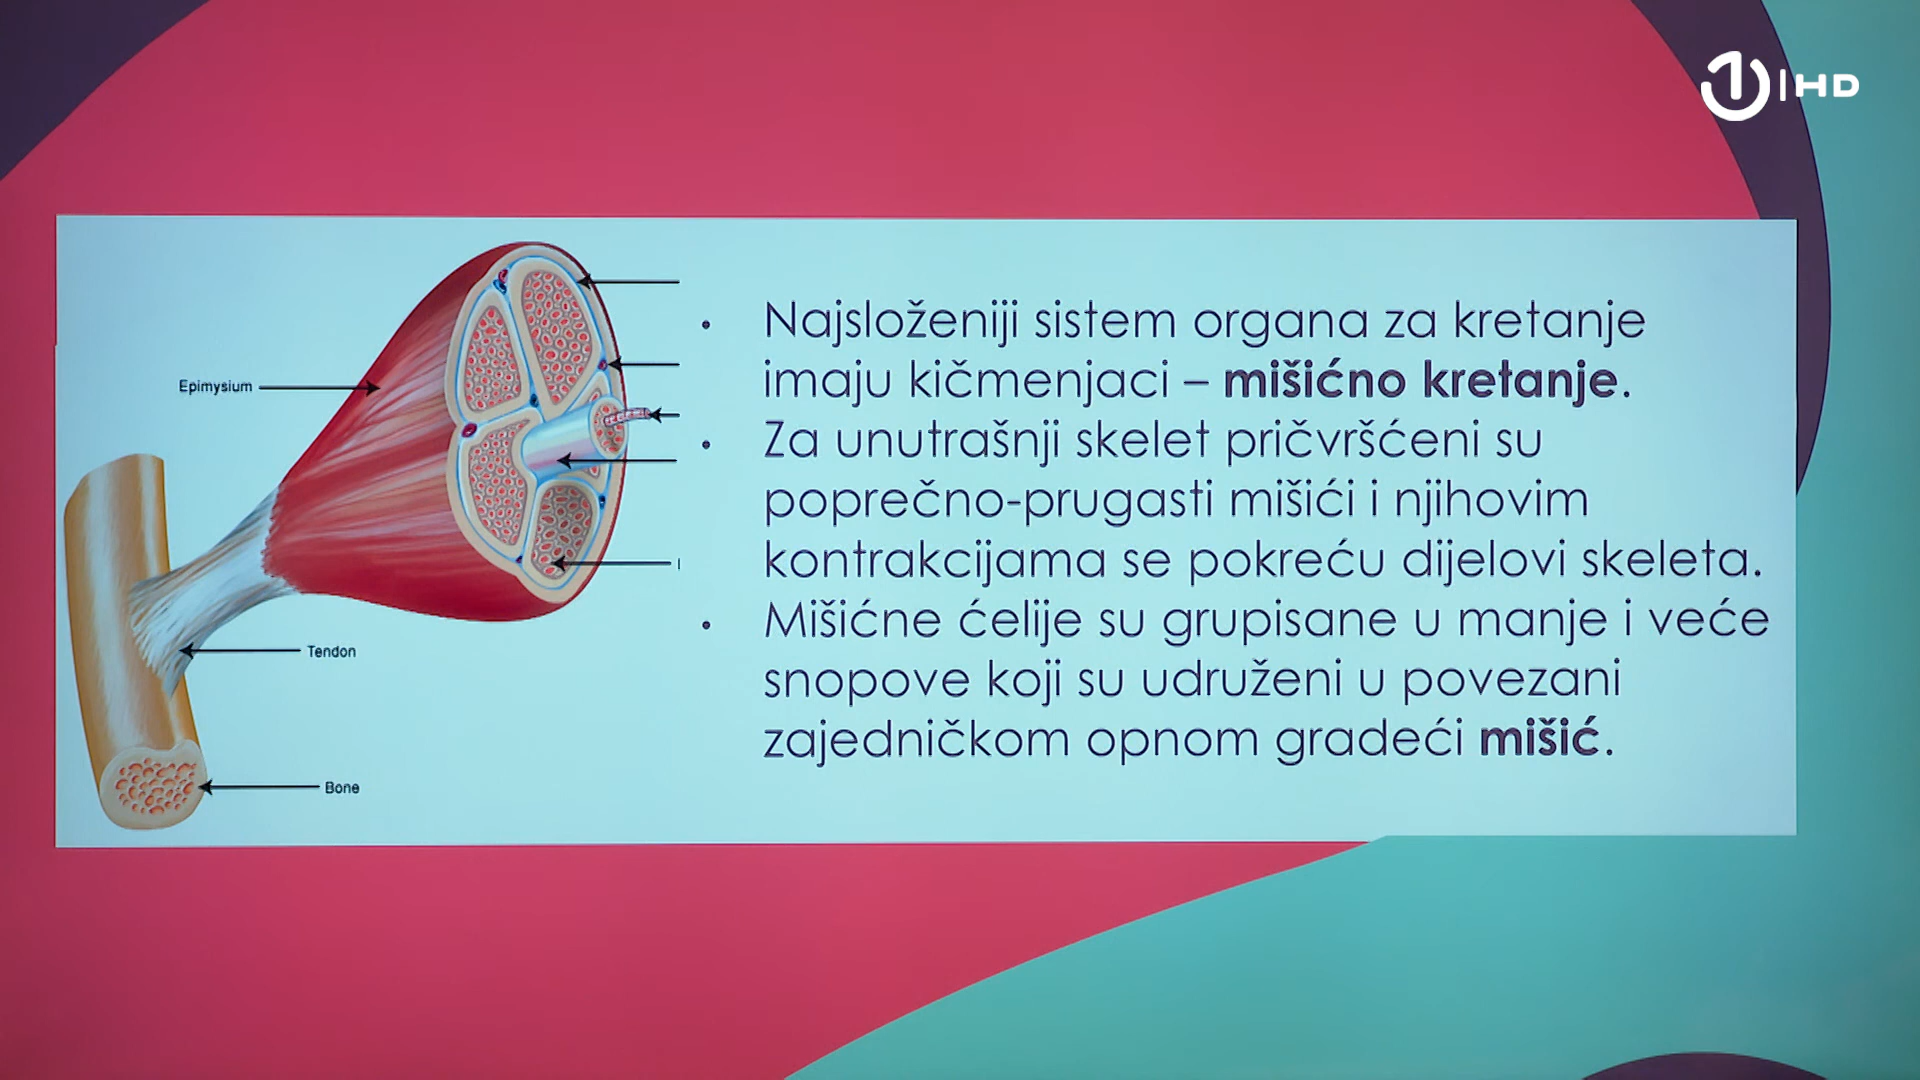 1 HD
Epimysium
Tendon
Bone
• Najsloženiji sistem organa za kretanje
imaju kičmenjaci – mišićno kretanje.
• Za unutrašnji skelet pričvršćeni su
poprečno-prugasti mišići i njihovim
kontrakcijama se pokreću dijelovi skeleta.
• Mišićne ćelije su grupisane u manje i veće
snopove koji su udruženi u povezani
zajedničkom opnom gradeći mišić.